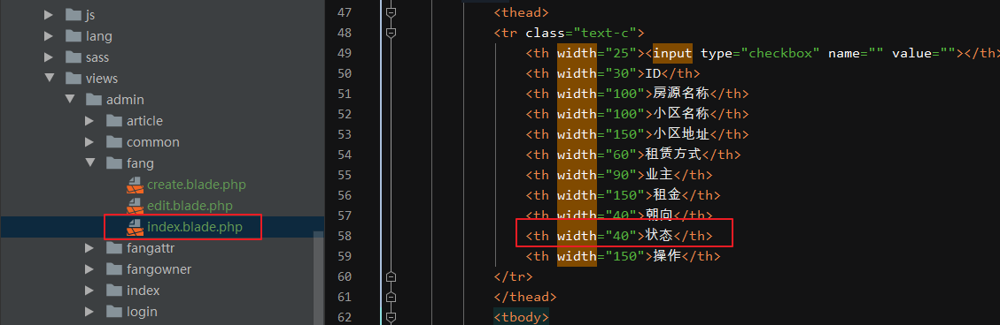 js
lang
sass
views
admin
article
common
fang
create.blade.php
edit.blade.php
index.blade.php
fangattr
fangowner
index
login
47 <thead>
48 <tr class="text-c">
49 <th width="25"><input type="checkbox" name="" value=""></th>
50 <th width="30">ID</th>
51 <th width="100">房源名称</th>
52 <th width="100">小区名称</th>
53 <th width="150">小区地址</th>
54 <th width="60">租赁方式</th>
55 <th width="90">业主</th>
56 <th width="150">租金</th>
57 <th width="40">朝向</th>
58 <th width="40">状态</th>
59 <th width="150">操作</th>
60 </tr>
61 </thead>
62 <tbody>